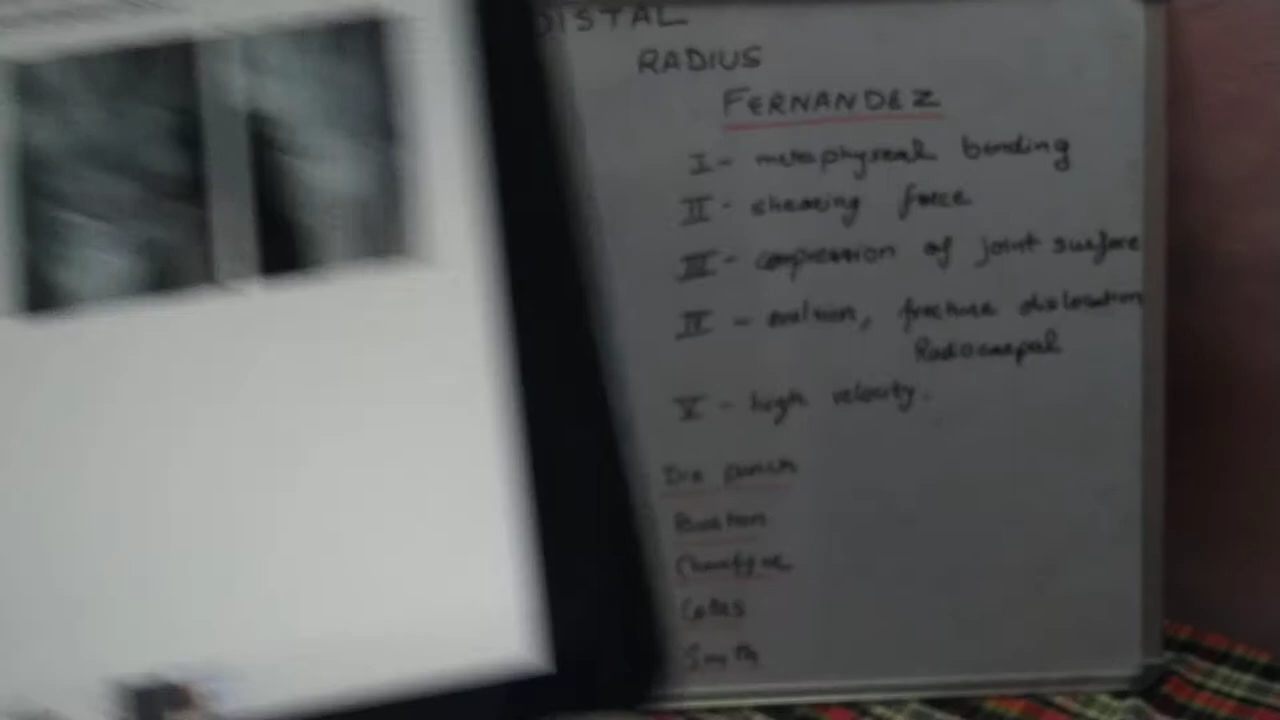 DISTAL
RADIUS
FERNANDEZ
I - metaphyseal bending
II - shearing force
III - compression of joint surface
IV - avulsion, fracture dislocation
Radiocarpal
V - high velocity.
Die punch
Barton
Chauffeur
Colles
Smith